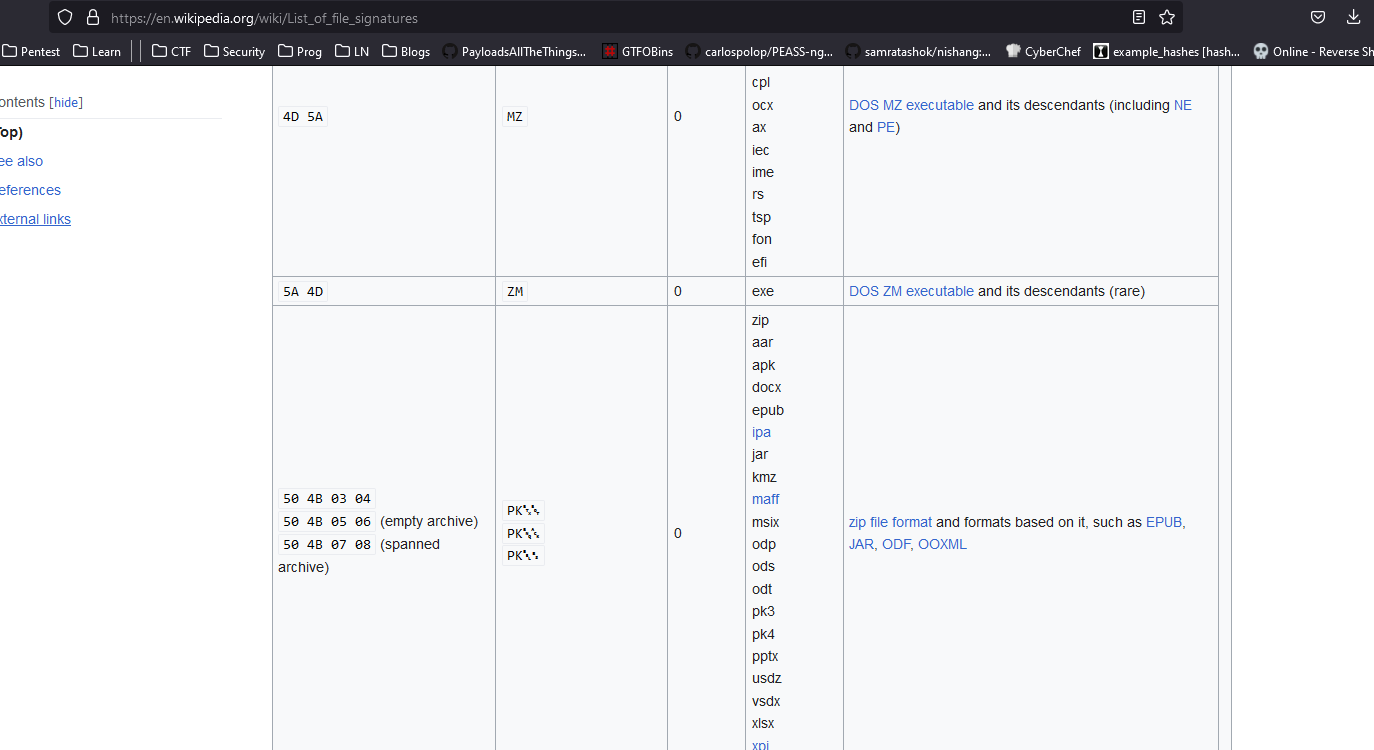 https://en.wikipedia.org/wiki/List_of_file_signatures
Pentest Learn CTF Security Prog LN Blogs PayloadsAllTheThings... GTFOBins carlospolop/PEASS-ng... samratashok/nishang:... CyberChef example_hashes [hash... Online - Reverse Sh
ontents [hide]
op)
ee also
eferences
xternal links
4D 5A
MZ
0
cpl
ocx
ax
iec
ime
rs
tsp
fon
efi
DOS MZ executable and its descendants (including NE
and PE)
5A 4D
ZM
0
exe
DOS ZM executable and its descendants (rare)
50 4B 03 04
50 4B 05 06 (empty archive)
50 4B 07 08 (spanned
archive)
PK
PK
PK
0
zip
aar
apk
docx
epub
ipa
jar
kmz
maff
msix
odp
ods
odt
pk3
pk4
pptx
usdz
vsdx
xlsx
xpi
zip file format and formats based on it, such as EPUB,
JAR, ODF, OOXML